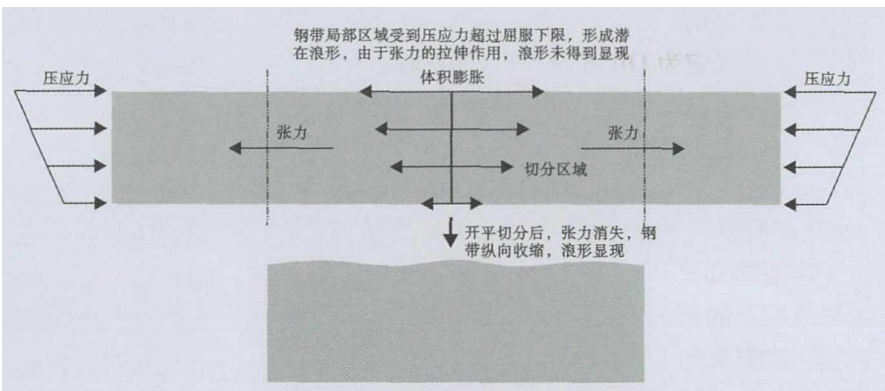 钢带局部区域受到压应力超过屈服下限，形成潜
在浪形，由于张力的拉伸作用，浪形未得到显现
压应力
体积膨胀
压应力
张力
张力
切分区域
开平切分后，张力消失，钢
带纵向收缩，浪形显现